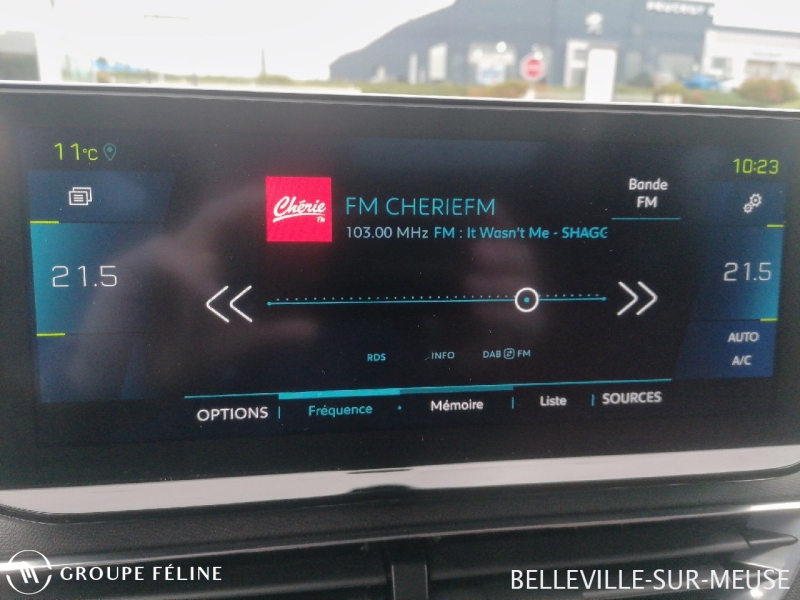 11°C
10:23
Bande
FM
Chérie
FM
FM CHERIEFM
103.00 MHz FM : It Wasn't Me - SHAGG
21.5
21.5
RDS
INFO
DAB FM
AUTO
A/C
OPTIONS
Fréquence
Mémoire
Liste
SOURCES
GROUPE FÉLINE
BELLEVILLE-SUR-MEUSE